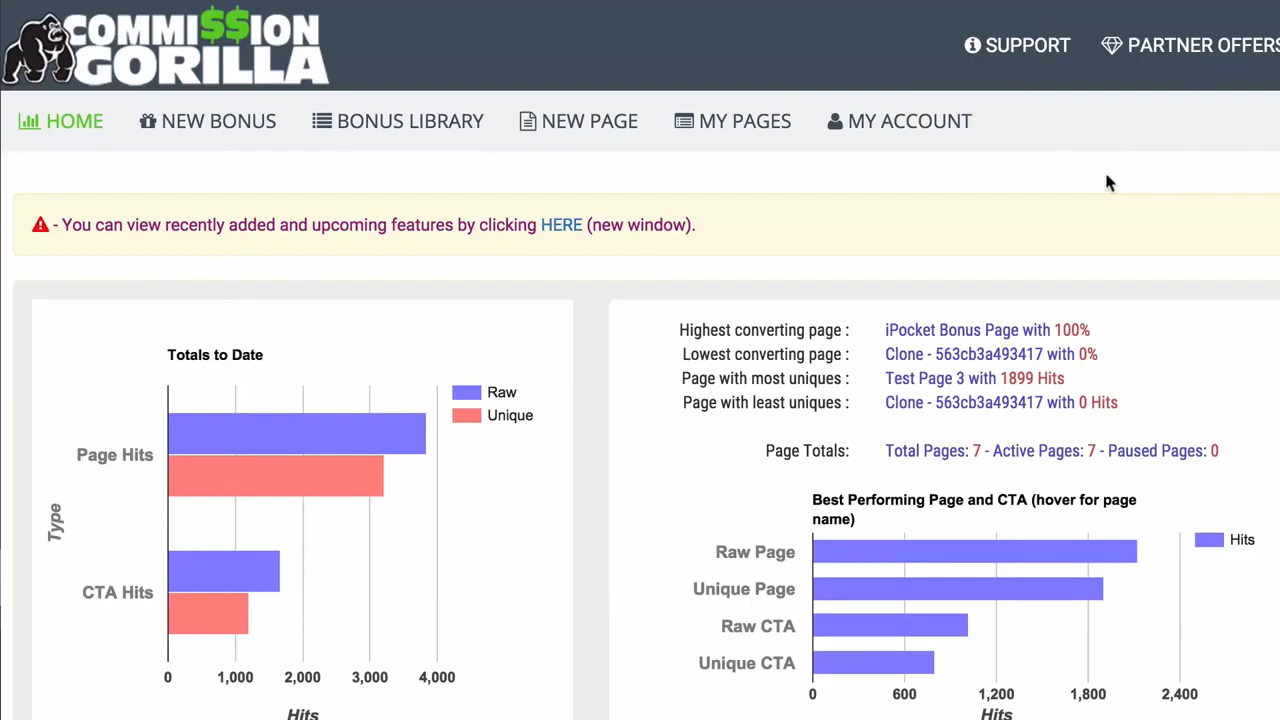 COMMI$$ION
GORILLA
SUPPORT
PARTNER OFFERS
HOME
NEW BONUS
BONUS LIBRARY
NEW PAGE
MY PAGES
MY ACCOUNT
- You can view recently added and upcoming features by clicking HERE (new window).
Totals to Date
Raw
Unique
Page Hits
CTA Hits
Type
0 1,000 2,000 3,000 4,000
Hits
Highest converting page : iPocket Bonus Page with 100%
Lowest converting page : Clone - 563cb3a493417 with 0%
Page with most uniques : Test Page 3 with 1899 Hits
Page with least uniques : Clone - 563cb3a493417 with 0 Hits
Page Totals: Total Pages: 7 - Active Pages: 7 - Paused Pages: 0
Best Performing Page and CTA (hover for page
name)
Hits
Raw Page
Unique Page
Raw CTA
Unique CTA
0 600 1,200 1,800 2,400
Hits